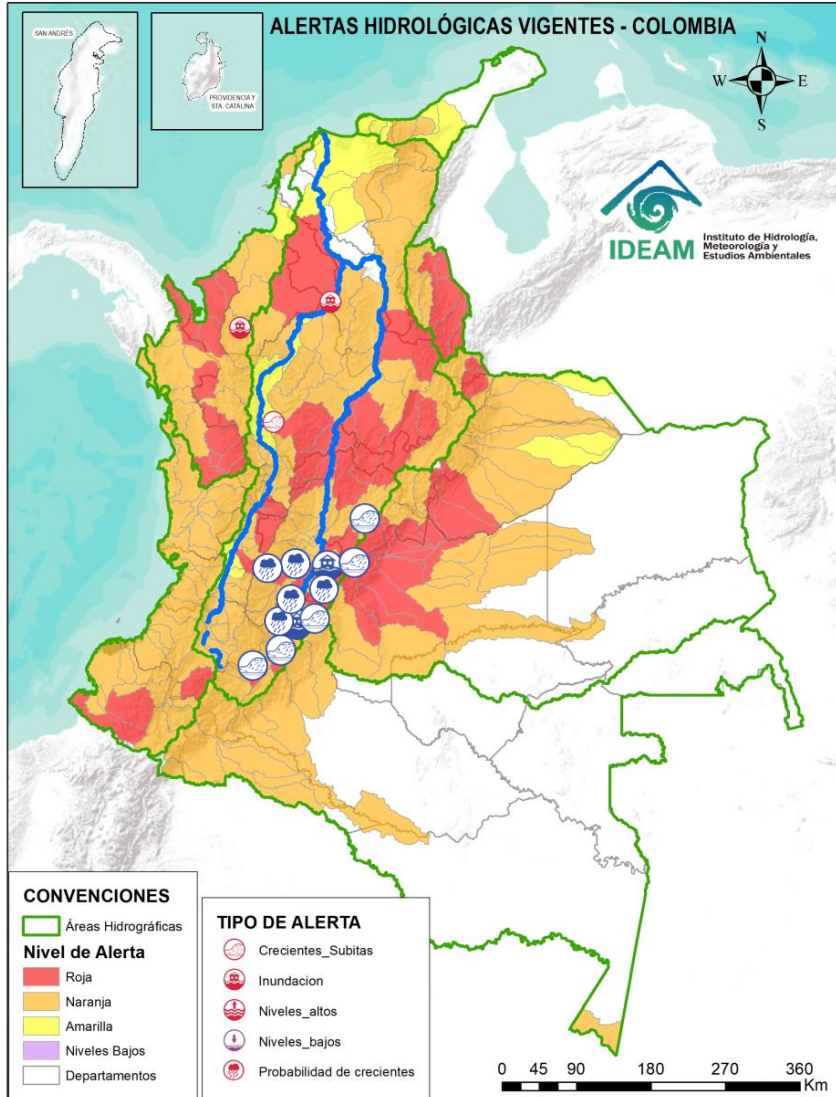 ALERTAS HIDROLÓGICAS VIGENTES - COLOMBIA
SAN ANDRÉS
PROVIDENCIA Y
STA. CATALINA
N
W E
S
IDEAM
Instituto de Hidrología,
Meteorología y
Estudios Ambientales
CONVENCIONES
Áreas Hidrográficas
Nivel de Alerta
Roja
Naranja
Amarilla
Niveles Bajos
Departamentos
TIPO DE ALERTA
Crecientes_Subitas
Inundacion
Niveles_altos
Niveles_bajos
Probabilidad de crecientes
0 45 90 180 270 360
Km